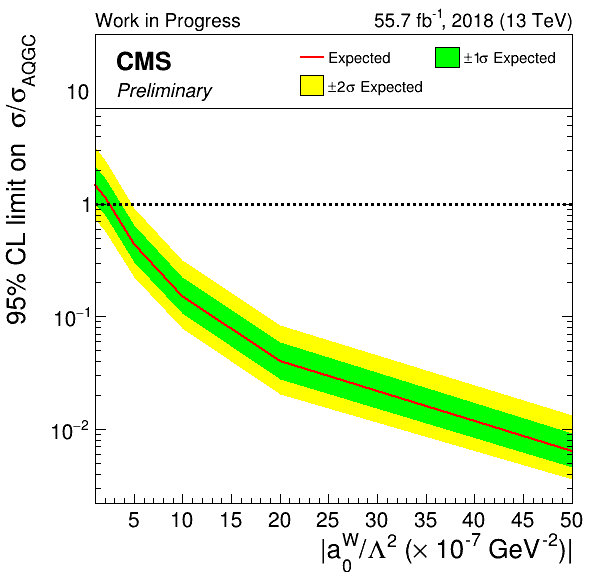 Work in Progress 55.7 fb⁻¹, 2018 (13 TeV)
CMS
Preliminary
Expected ±1σ Expected
±2σ Expected
95% CL limit on σ/σ_AQGC
10
1
10⁻¹
10⁻²
5 10 15 20 25 30 35 40 45 50
|a₀ᵂ/Λ² (× 10⁻⁷ GeV⁻²)|